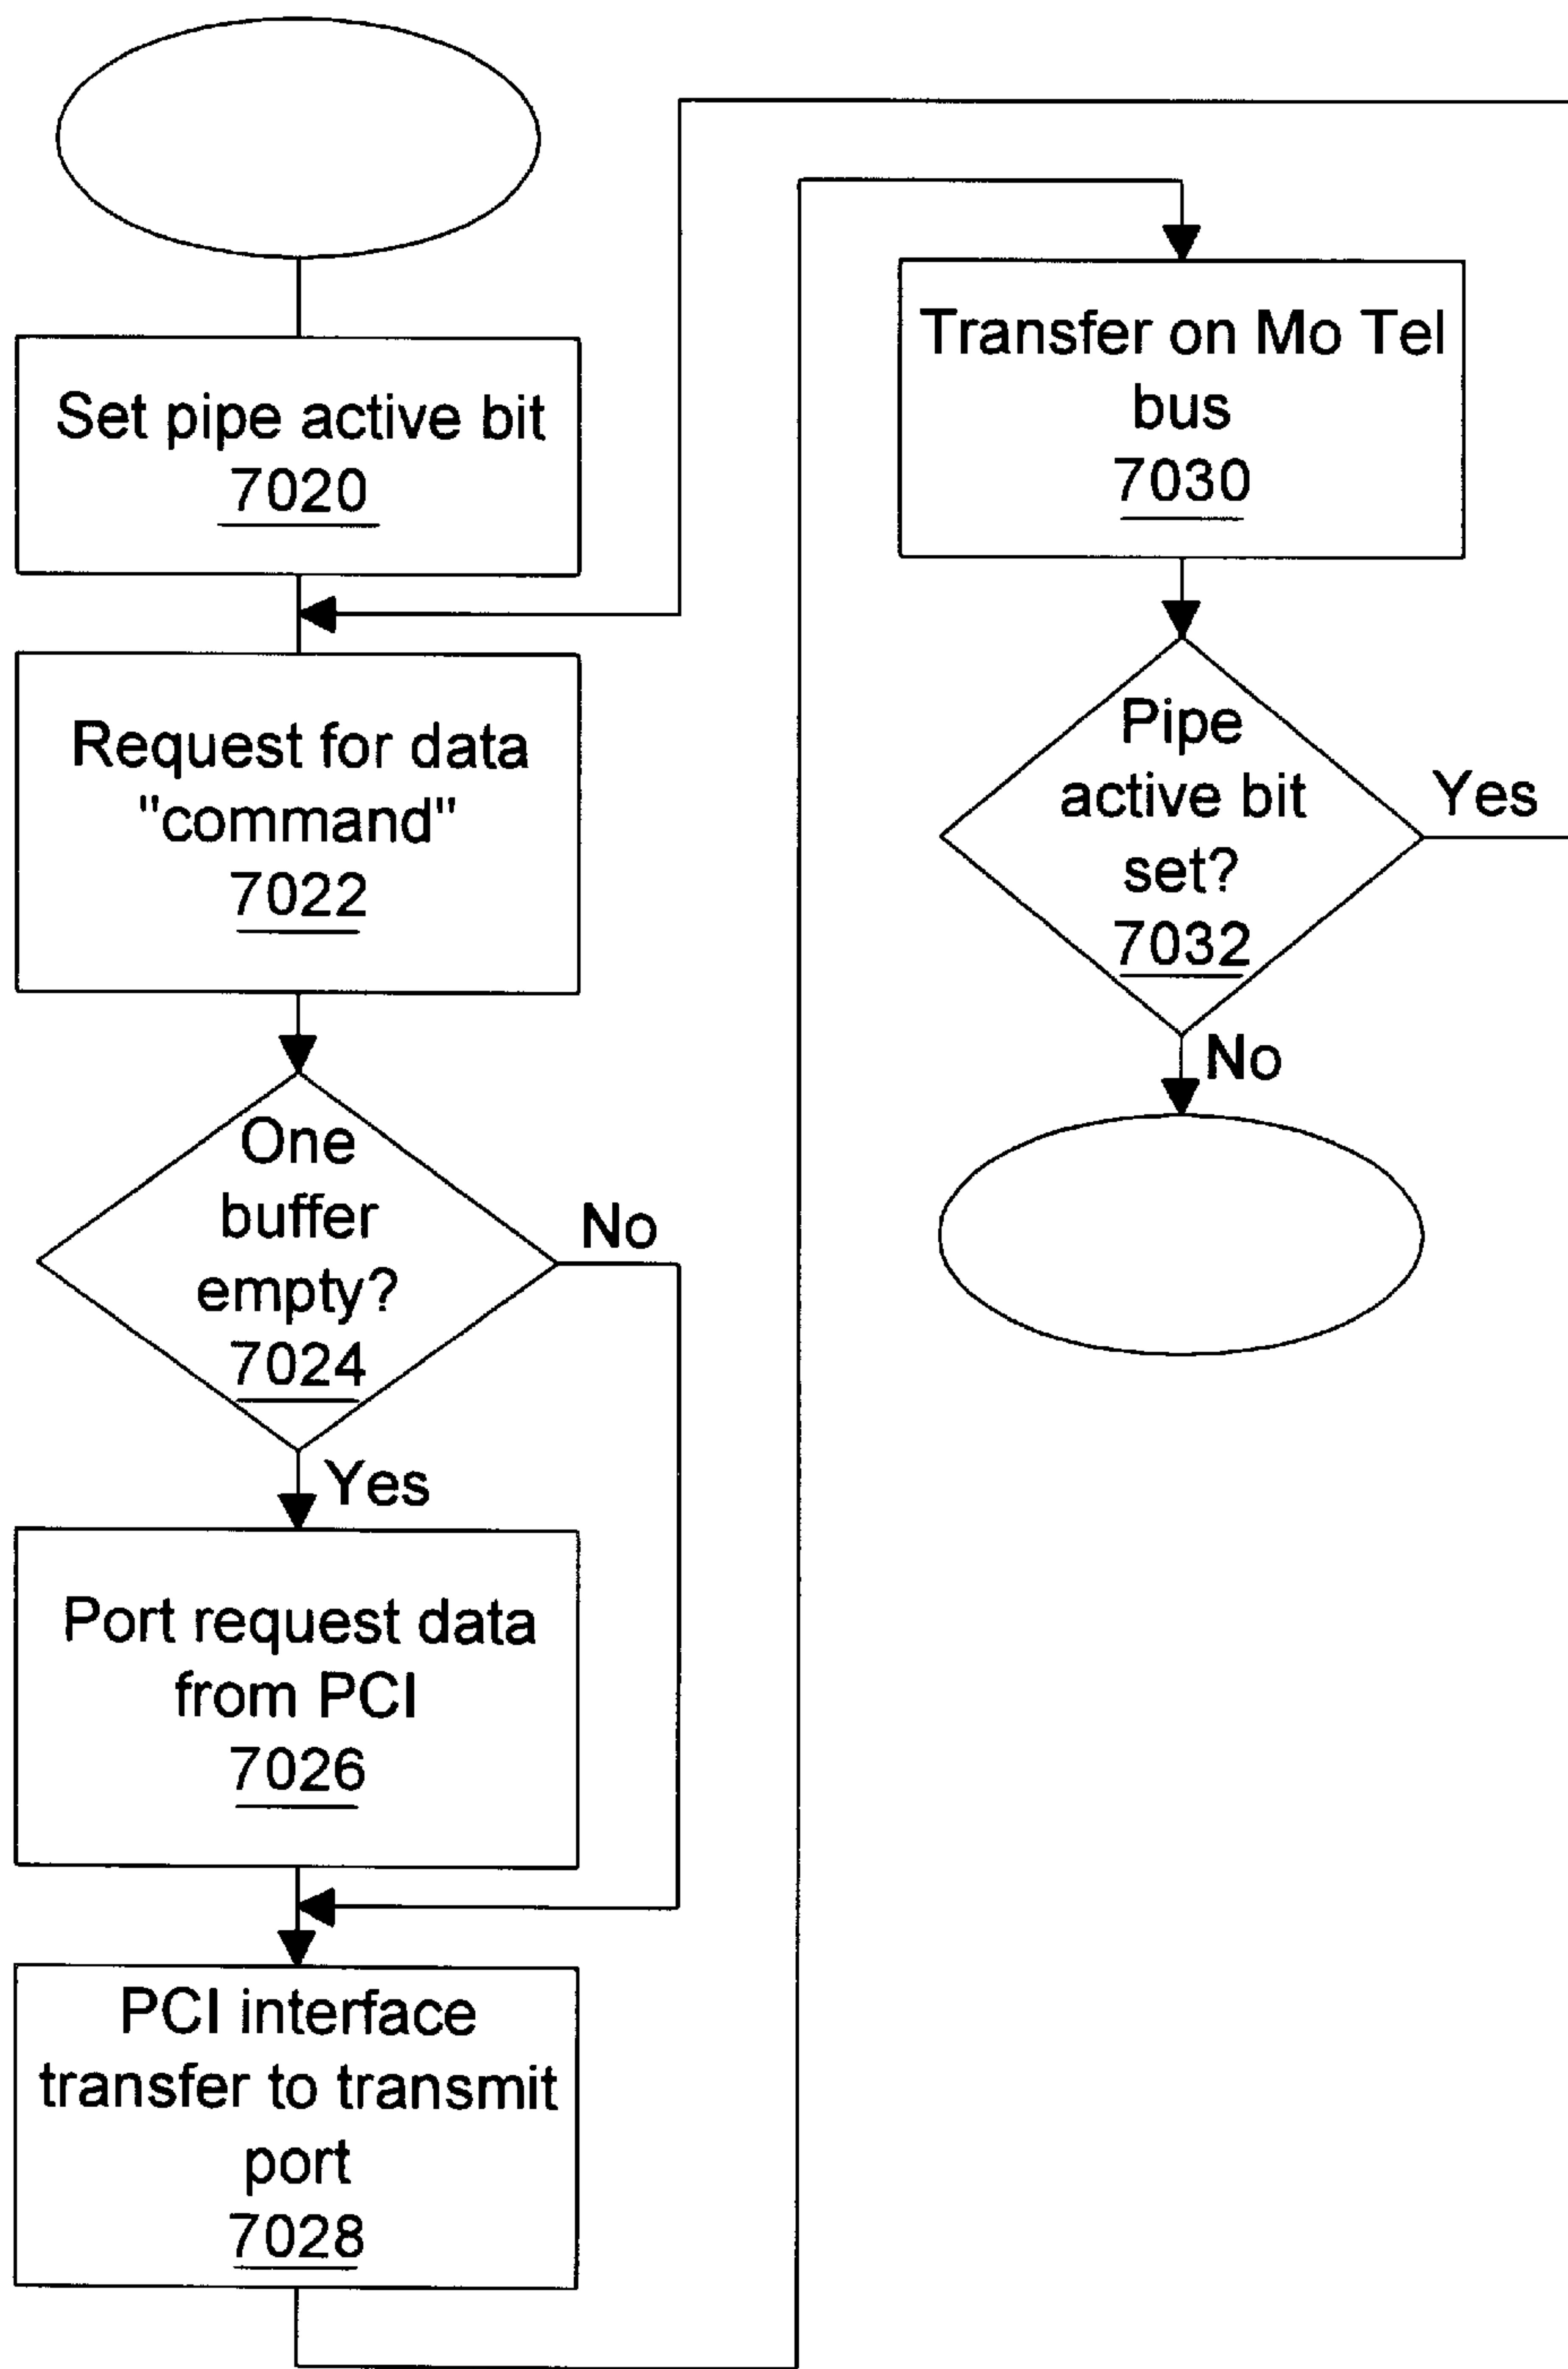 Set pipe active bit
7020
Request for data
"command"
7022
One
buffer
empty?
7024
No
Yes
Port request data
from PCI
7026
PCI interface
transfer to transmit
port
7028
Transfer on Mo Tel
bus
7030
Pipe
active bit
set?
7032
Yes
No